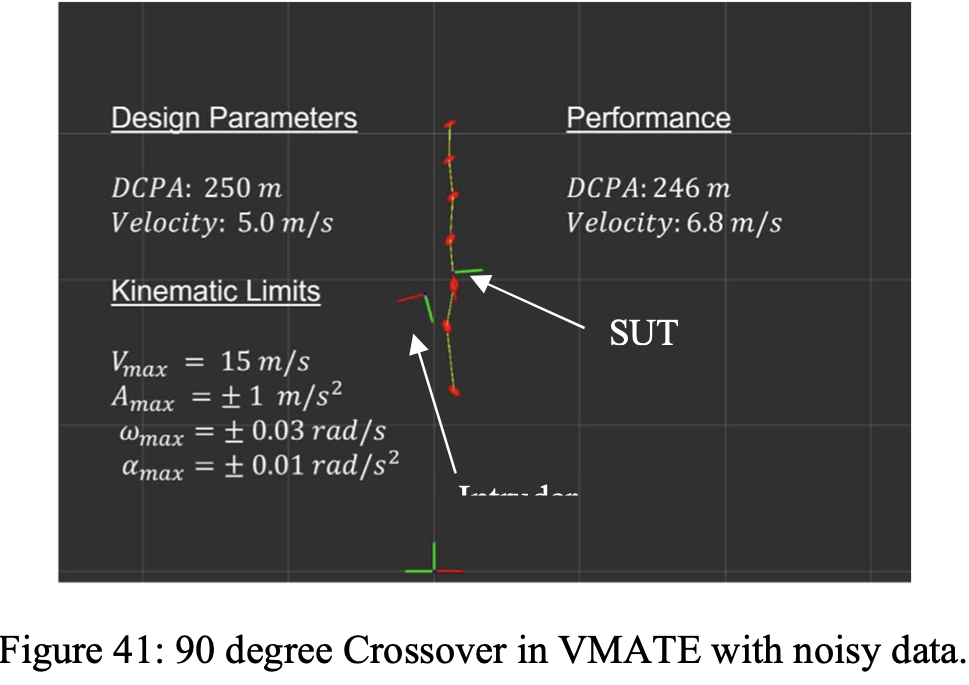 Design Parameters
DCPA: 250 m
Velocity: 5.0 m/s
Kinematic Limits
Vmax = 15 m/s
Amax = ± 1 m/s²
ωmax = ± 0.03 rad/s
αmax = ± 0.01 rad/s²
Performance
DCPA: 246 m
Velocity: 6.8 m/s
SUT
Intruder
Figure 41: 90 degree Crossover in VMATE with noisy data.